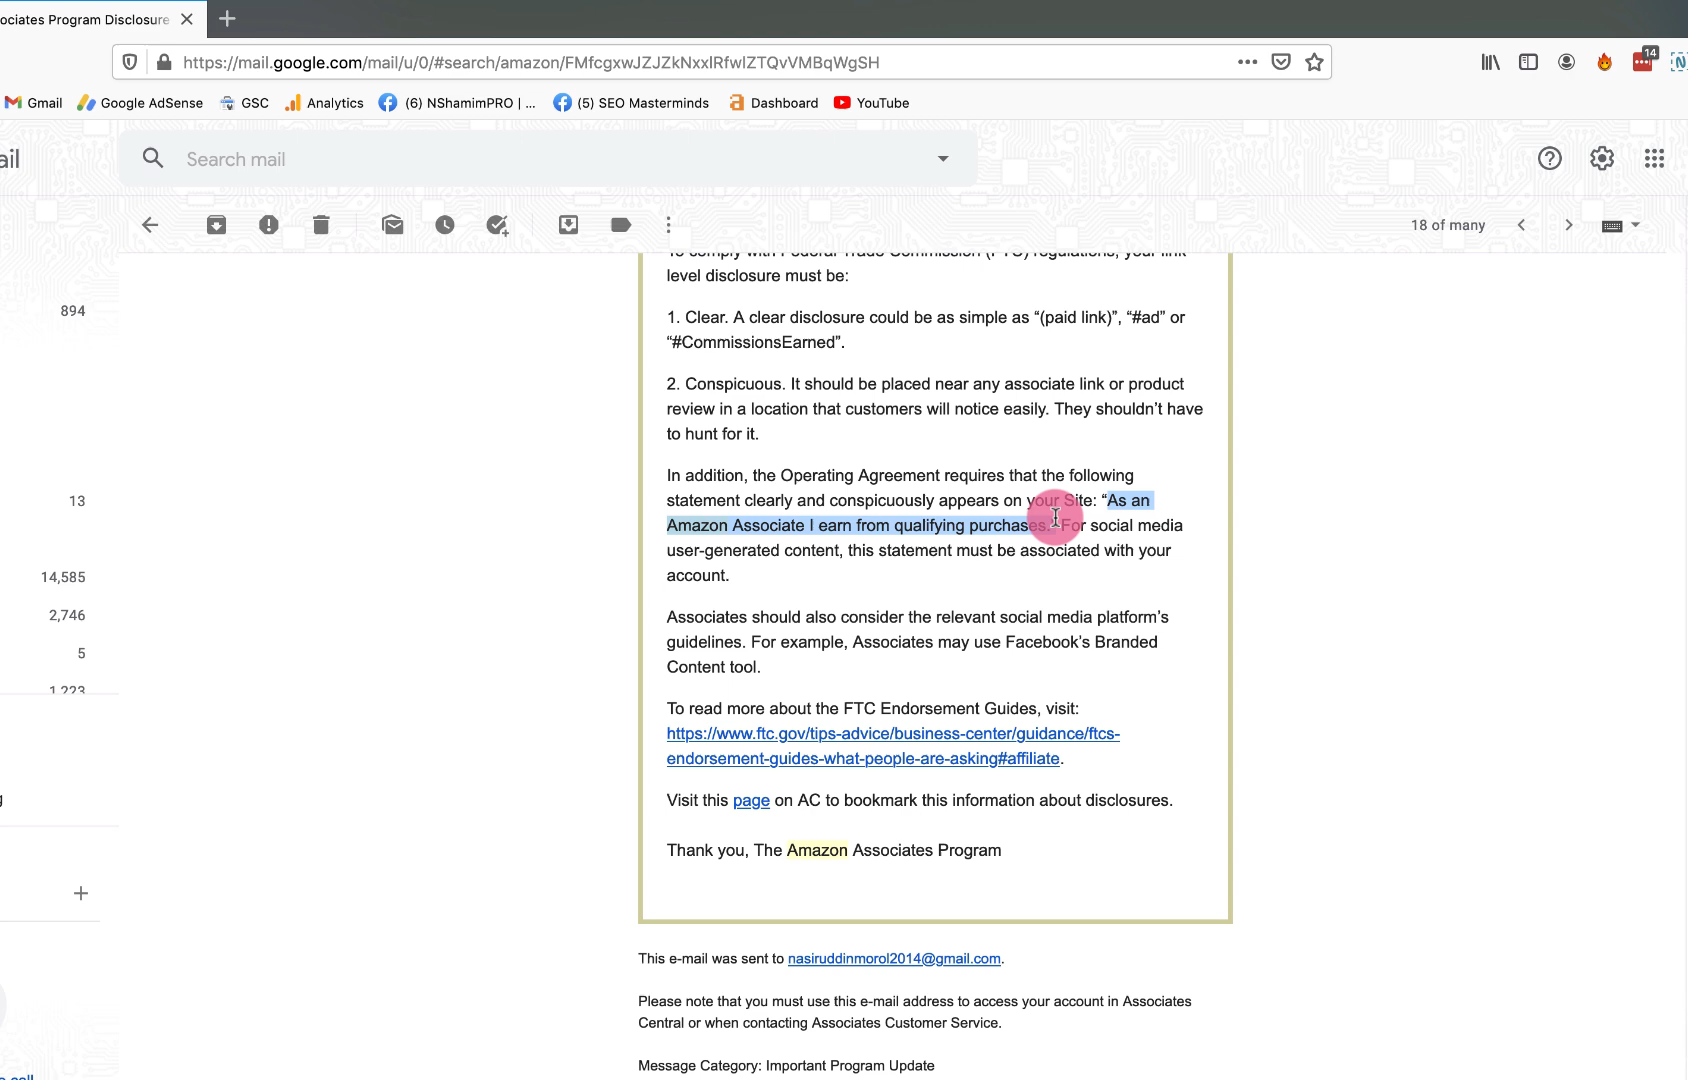 ociates Program Disclosure
https://mail.google.com/mail/u/0/#search/amazon/FMfcgxwJZJZkNxxlRfwlZTQvVMBqWgSH
14
Gmail Google AdSense GSC Analytics (6) NShamimPRO | ... (5) SEO Masterminds Dashboard YouTube
ail
Search mail
18 of many
level disclosure must be:
894
1. Clear. A clear disclosure could be as simple as “(paid link)”, “#ad” or
“#CommissionsEarned”.
2. Conspicuous. It should be placed near any associate link or product
review in a location that customers will notice easily. They shouldn’t have
to hunt for it.
In addition, the Operating Agreement requires that the following
13
statement clearly and conspicuously appears on your Site: “As an
Amazon Associate I earn from qualifying purchases.” For social media
user-generated content, this statement must be associated with your
account.
14,585
2,746
5
1,223
Associates should also consider the relevant social media platform’s
guidelines. For example, Associates may use Facebook’s Branded
Content tool.
To read more about the FTC Endorsement Guides, visit:
https://www.ftc.gov/tips-advice/business-center/guidance/ftcs-
endorsement-guides-what-people-are-asking#affiliate.
Visit this page on AC to bookmark this information about disclosures.
Thank you, The Amazon Associates Program
This e-mail was sent to nasiruddinmorol2014@gmail.com.
Please note that you must use this e-mail address to access your account in Associates
Central or when contacting Associates Customer Service.
Message Category: Important Program Update